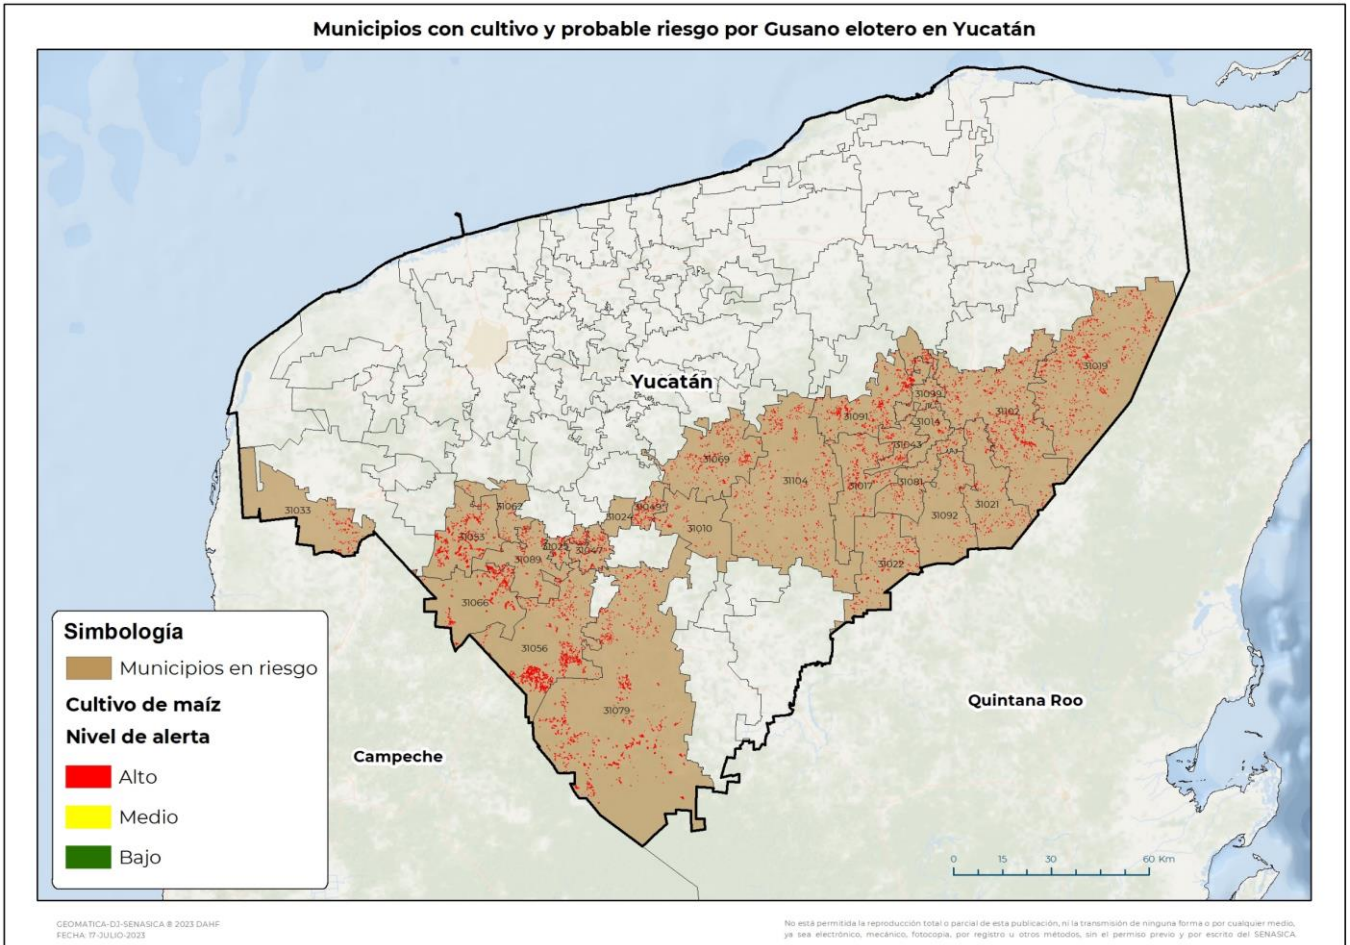 Municipios con cultivo y probable riesgo por Gusano elotero en Yucatán
Yucatán
31019
31099
31102
31091
31014
31043
31069
31104
31017
31081
31021
31092
31033
31062
31024
31049
31010
31053
31047
31089
31022
31066
31056
31079
Quintana Roo
Campeche
Simbología
Municipios en riesgo
Cultivo de maíz
Nivel de alerta
Alto
Medio
Bajo
0 15 30 60 Km
GEOMATICA-DJ-SENASICA ® 2023 DAHF
FECHA: 17-JULIO-2023
No está permitida la reproducción total o parcial de esta publicación, ni la transmisión de ninguna forma o por cualquier medio,
ya sea electrónico, mecánico, fotocopia, por registro u otros métodos, sin el permiso previo y por escrito del SENASICA.